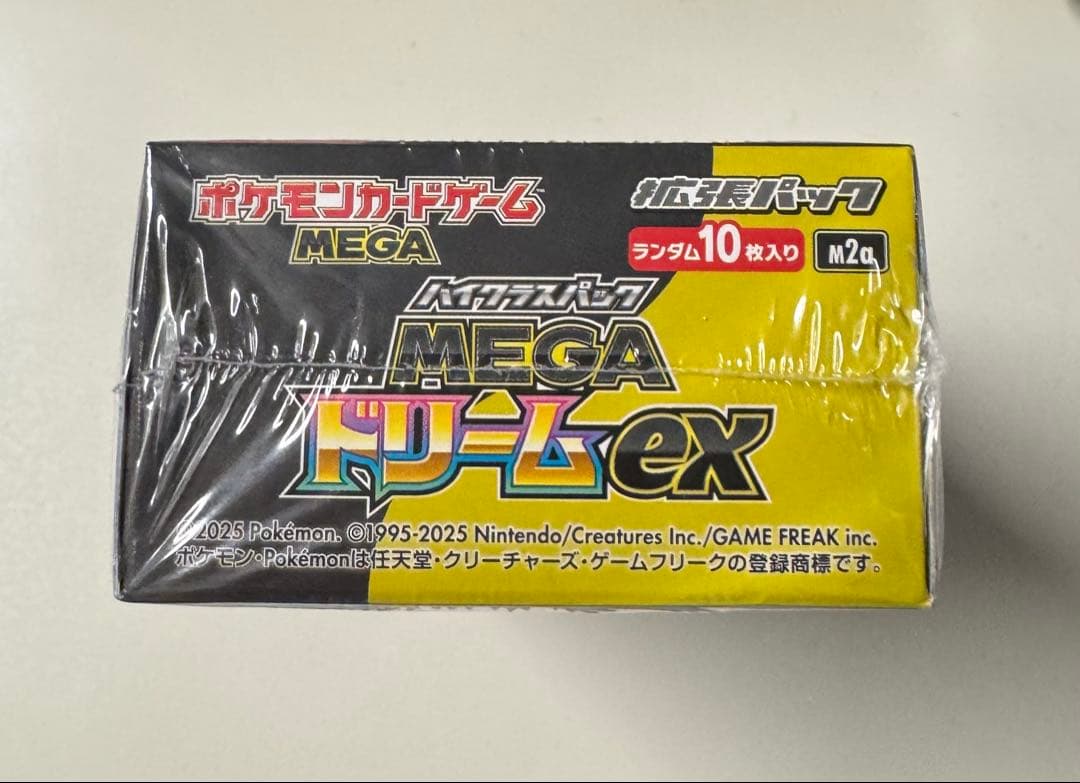 ポケモンカードゲーム
MEGA
拡張パック
ランダム10枚入り
M2a
ハイクラスパック
MEGA
ドリームex
©2025 Pokémon. ©1995-2025 Nintendo/Creatures Inc./GAME FREAK inc.
ポケモン・Pokémonは任天堂・クリーチャーズ・ゲームフリークの登録商標です。